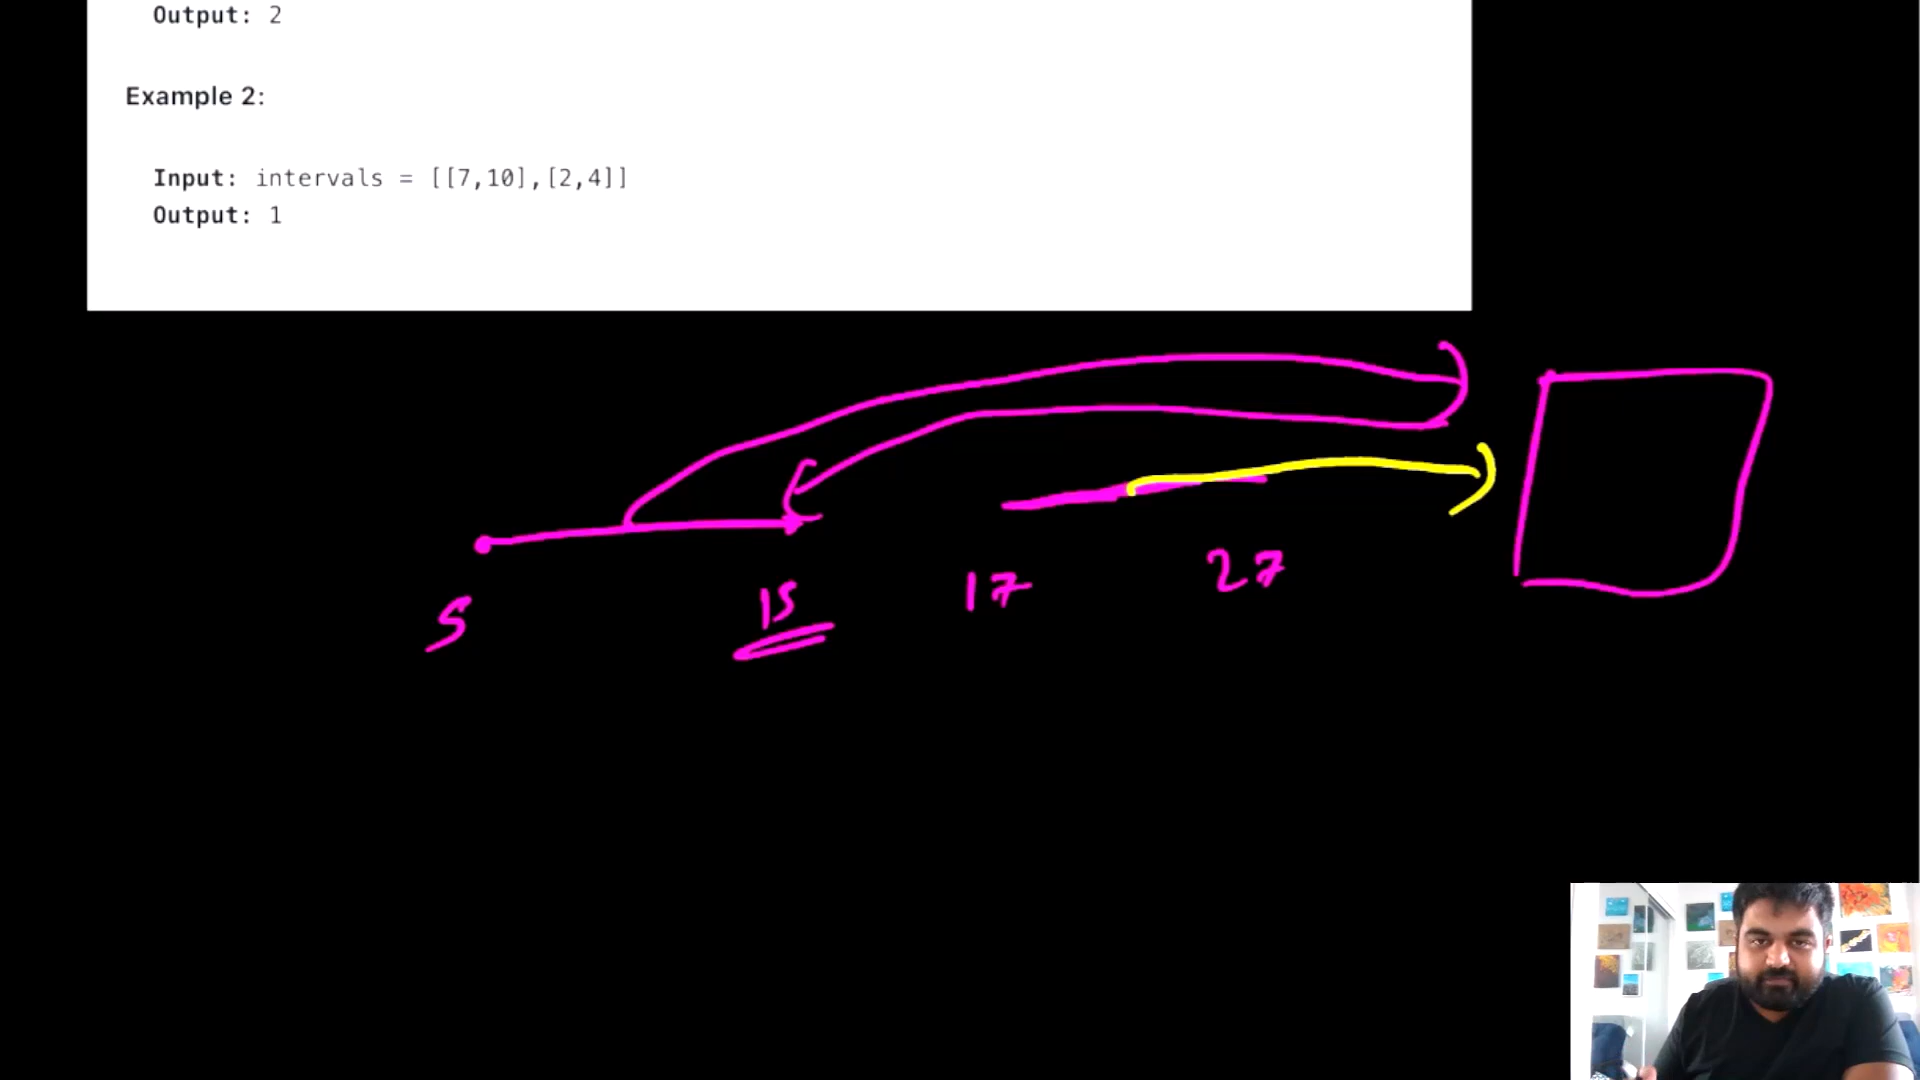 Output: 2
Example 2:
Input: intervals = [[7,10],[2,4]]
Output: 1
5 15 17 27